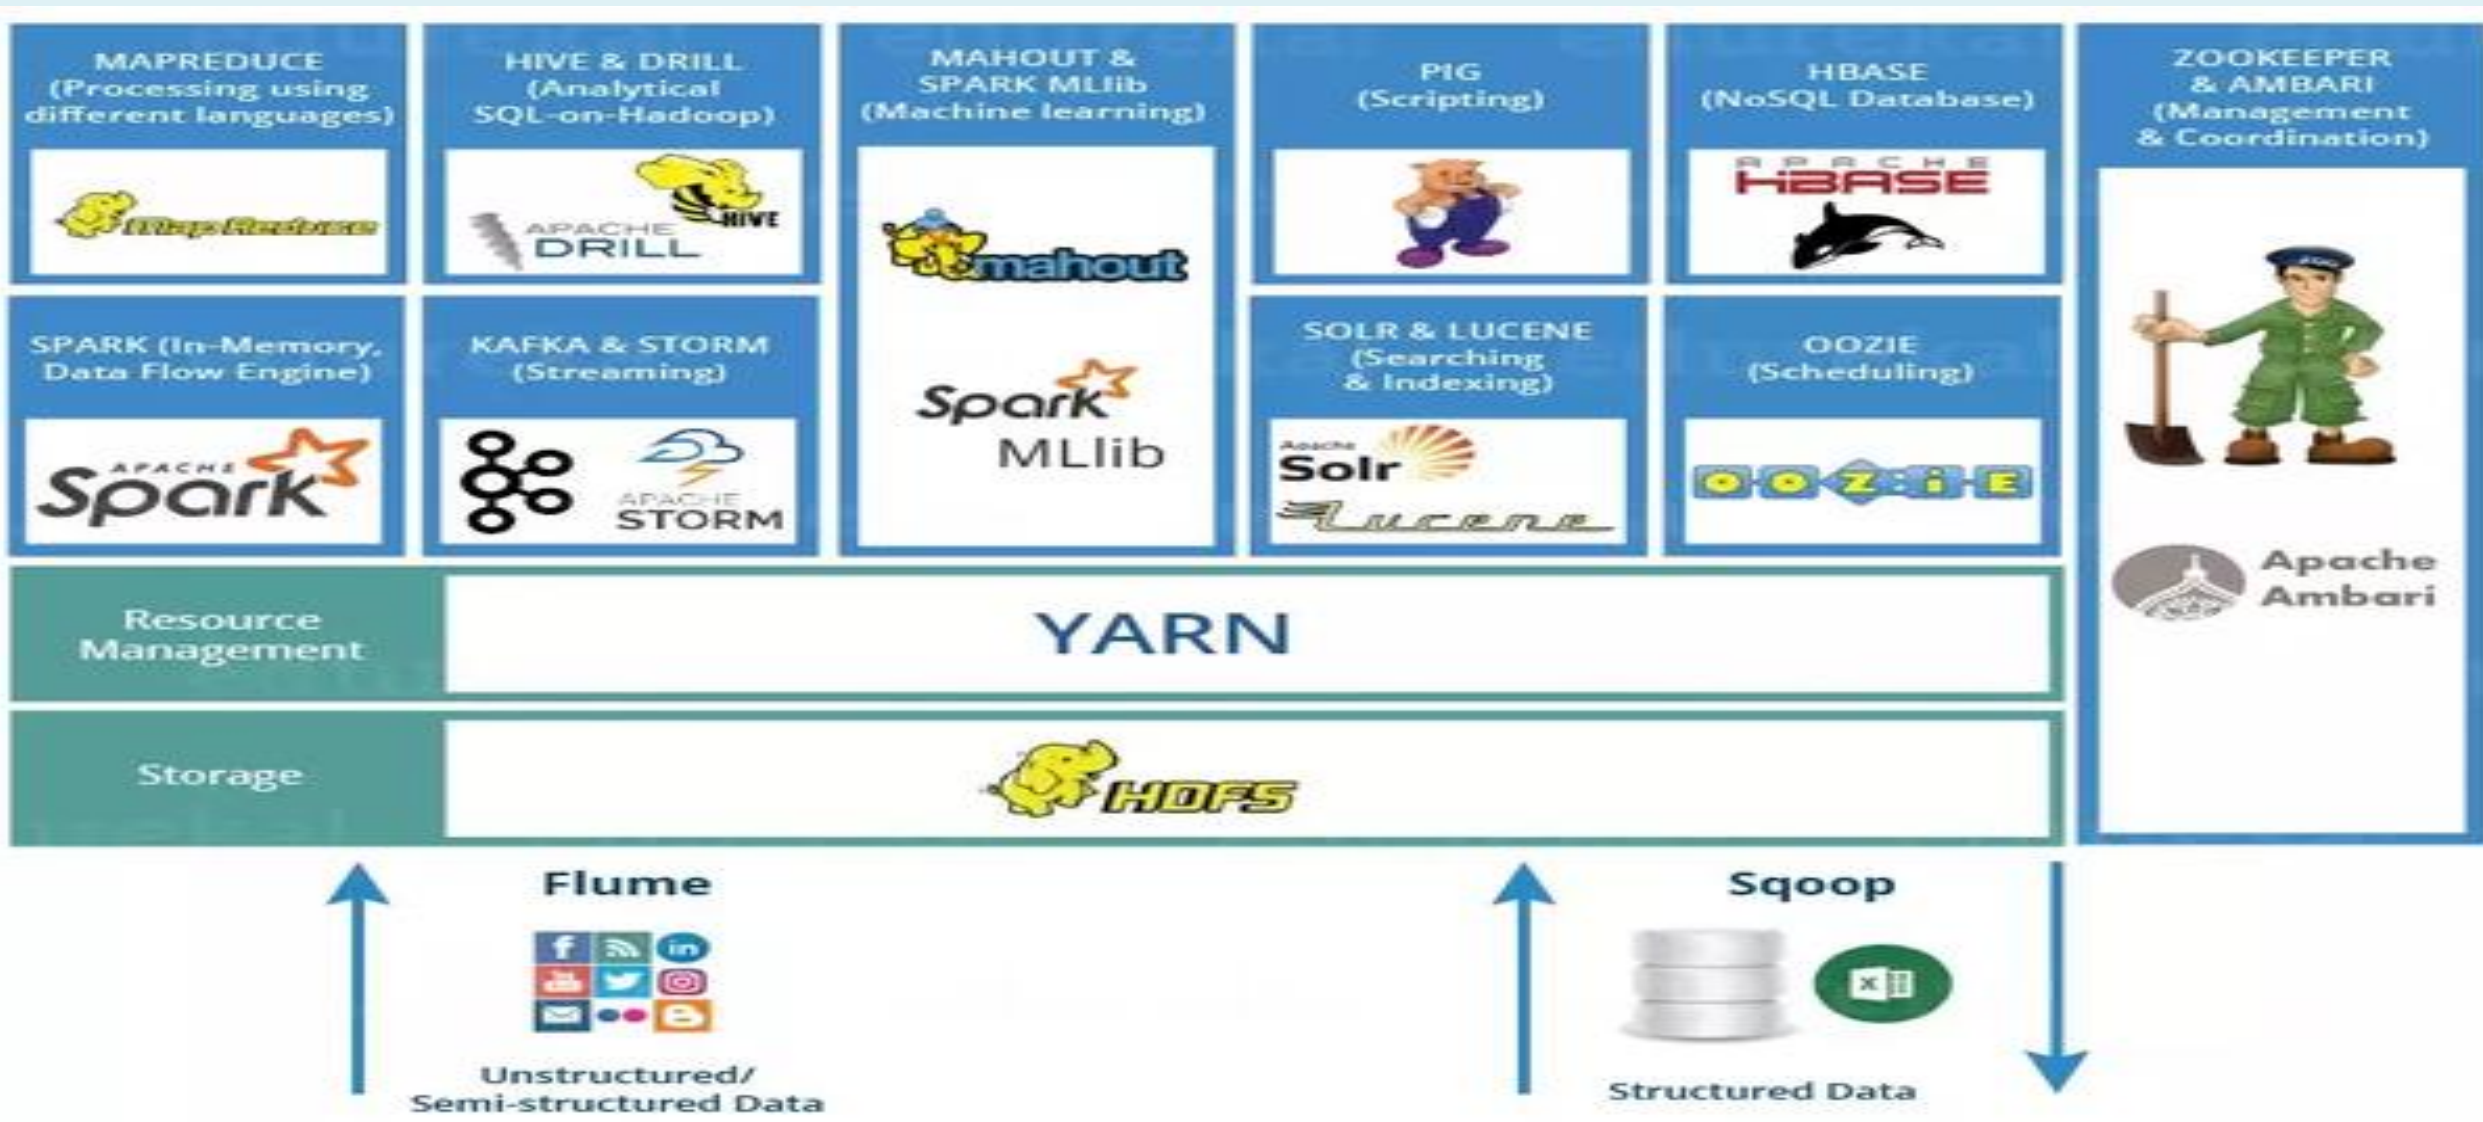 MAPREDUCE
(Processing using
different languages)
Map Reduce
HIVE & DRILL
(Analytical
SQL-on-Hadoop)
APACHE
DRILL
HIVE
MAHOUT &
SPARK MLlib
(Machine learning)
mahout
Spark
MLlib
PIG
(Scripting)
HBASE
(NoSQL Database)
APACHE
HBASE
ZOOKEEPER
& AMBARI
(Management
& Coordination)
Apache
Ambari
SPARK (In-Memory,
Data Flow Engine)
APACHE
Spark
KAFKA & STORM
(Streaming)
APACHE
STORM
SOLR & LUCENE
(Searching
& Indexing)
Apache
Solr
Lucene
OOZIE
(Scheduling)
OOZiE
Resource
Management
YARN
Storage
HDFS
Flume
f
in
Unstructured/
Semi-structured Data
Sqoop
X
Structured Data